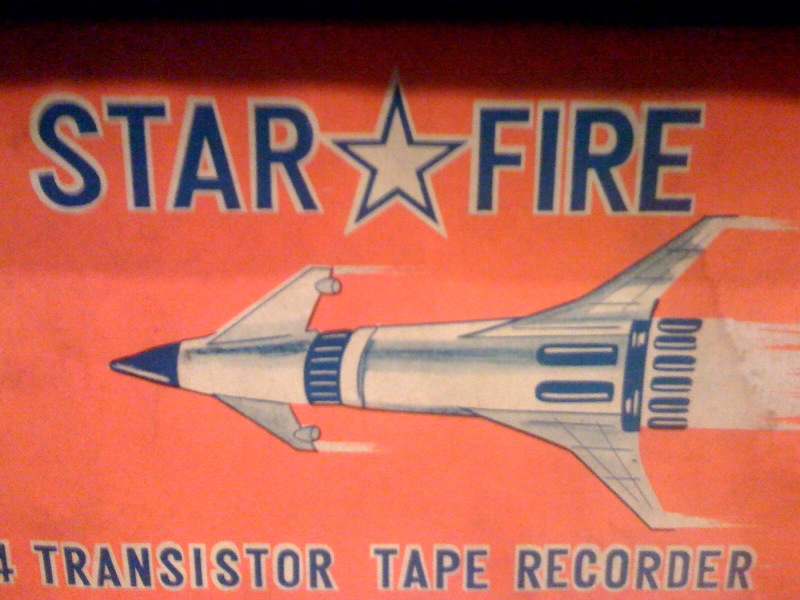 STAR FIRE
4 TRANSISTOR TAPE RECORDER